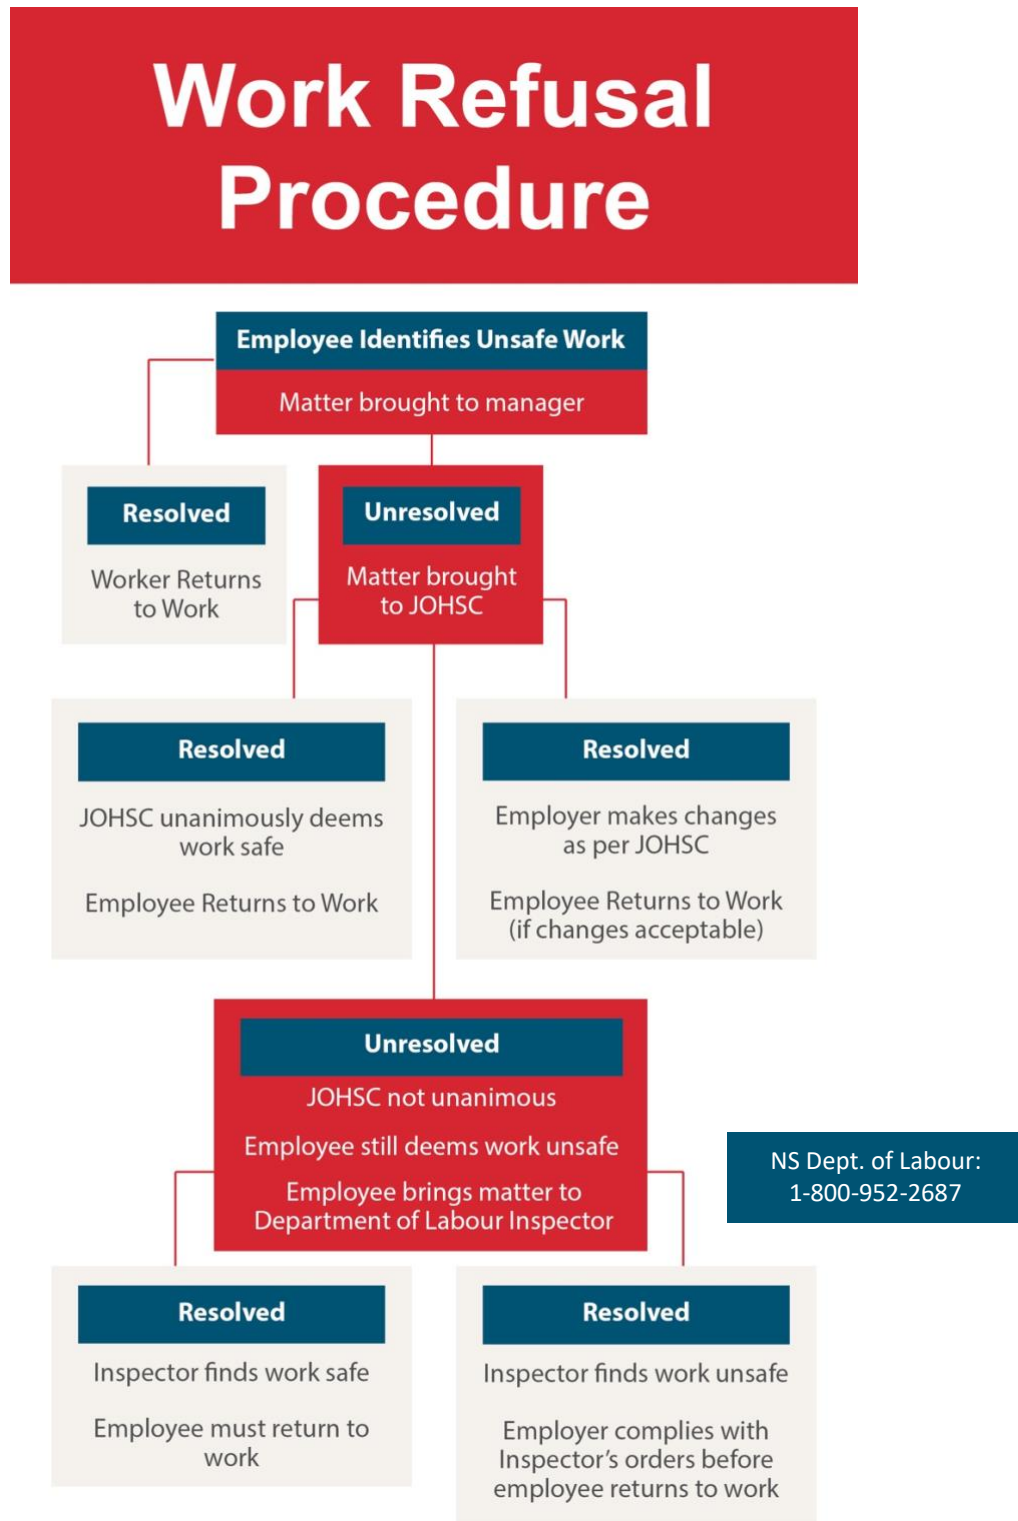 Work Refusal
Procedure
Employee Identifies Unsafe Work
Matter brought to manager
Resolved
Worker Returns
to Work
Unresolved
Matter brought
to JOHSC
Resolved
JOHSC unanimously deems
work safe
Employee Returns to Work
Resolved
Employer makes changes
as per JOHSC
Employee Returns to Work
(if changes acceptable)
Unresolved
JOHSC not unanimous
Employee still deems work unsafe
Employee brings matter to
Department of Labour Inspector
NS Dept. of Labour:
1-800-952-2687
Resolved
Inspector finds work safe
Employee must return to
work
Resolved
Inspector finds work unsafe
Employer complies with
Inspector’s orders before
employee returns to work